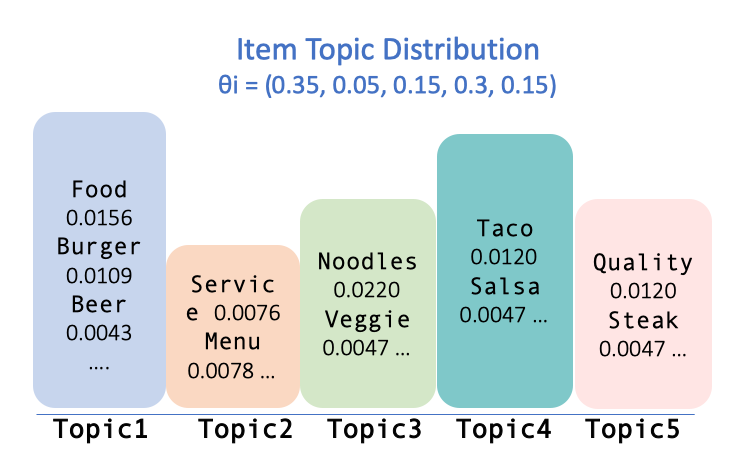 Item Topic Distribution
θi = (0.35, 0.05, 0.15, 0.3, 0.15)
Food
0.0156
Burger
0.0109
Beer
0.0043
....
Servic
e 0.0076
Menu
0.0078 ...
Noodles
0.0220
Veggie
0.0047 ...
Taco
0.0120
Salsa
0.0047 ...
Quality
0.0120
Steak
0.0047 ...
Topic1 Topic2 Topic3 Topic4 Topic5